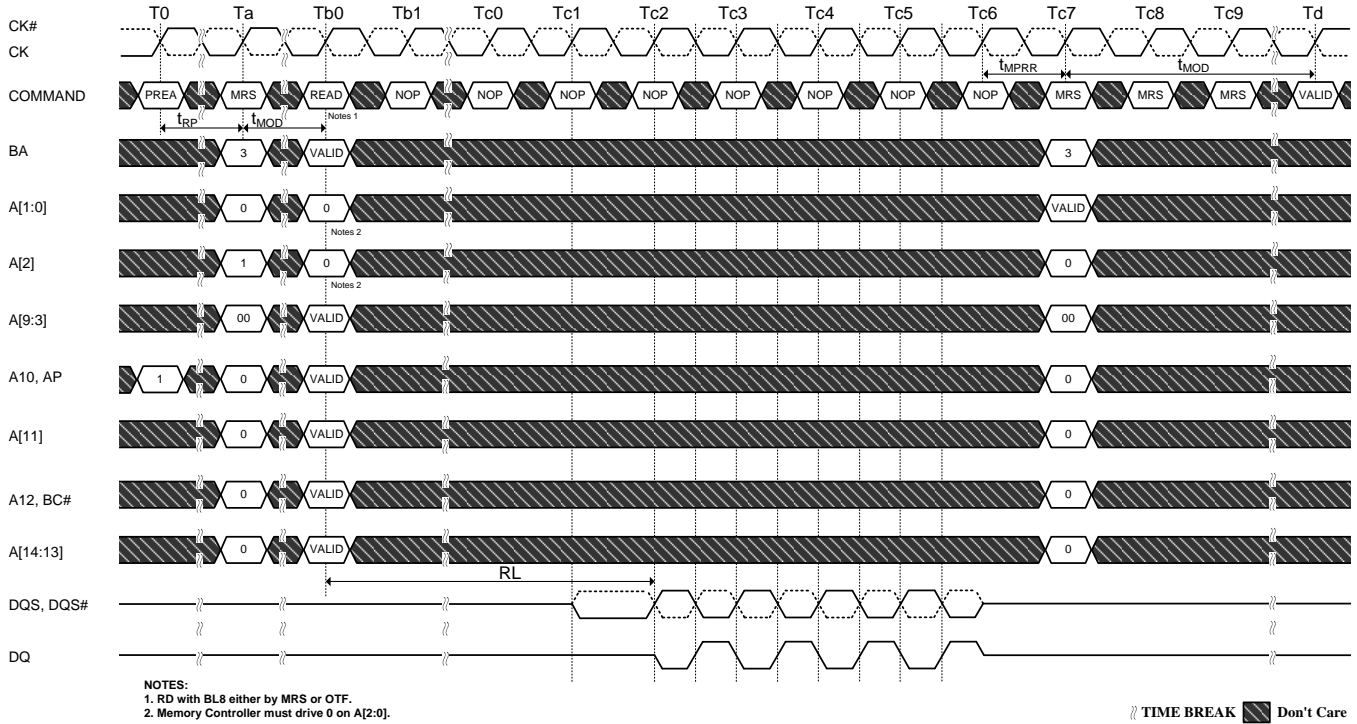 T0 Ta Tb0 Tb1 Tc0 Tc1 Tc2 Tc3 Tc4 Tc5 Tc6 Tc7 Tc8 Tc9 Td
CK#
CK
tMPRR tMOD
COMMAND PREA MRS READ NOP NOP NOP NOP NOP NOP NOP NOP MRS MRS MRS VALID
tRP tMOD Notes 1
BA 3 VALID 3
A[1:0] 0 0 VALID
Notes 2
A[2] 1 0 0
Notes 2
A[9:3] 00 VALID 00
A10, AP 1 0 VALID 0
A[11] 0 VALID 0
A12, BC# 0 VALID 0
A[14:13] 0 VALID 0
RL
DQS, DQS#
DQ
NOTES:
1. RD with BL8 either by MRS or OTF.
2. Memory Controller must drive 0 on A[2:0].
TIME BREAK Don't Care